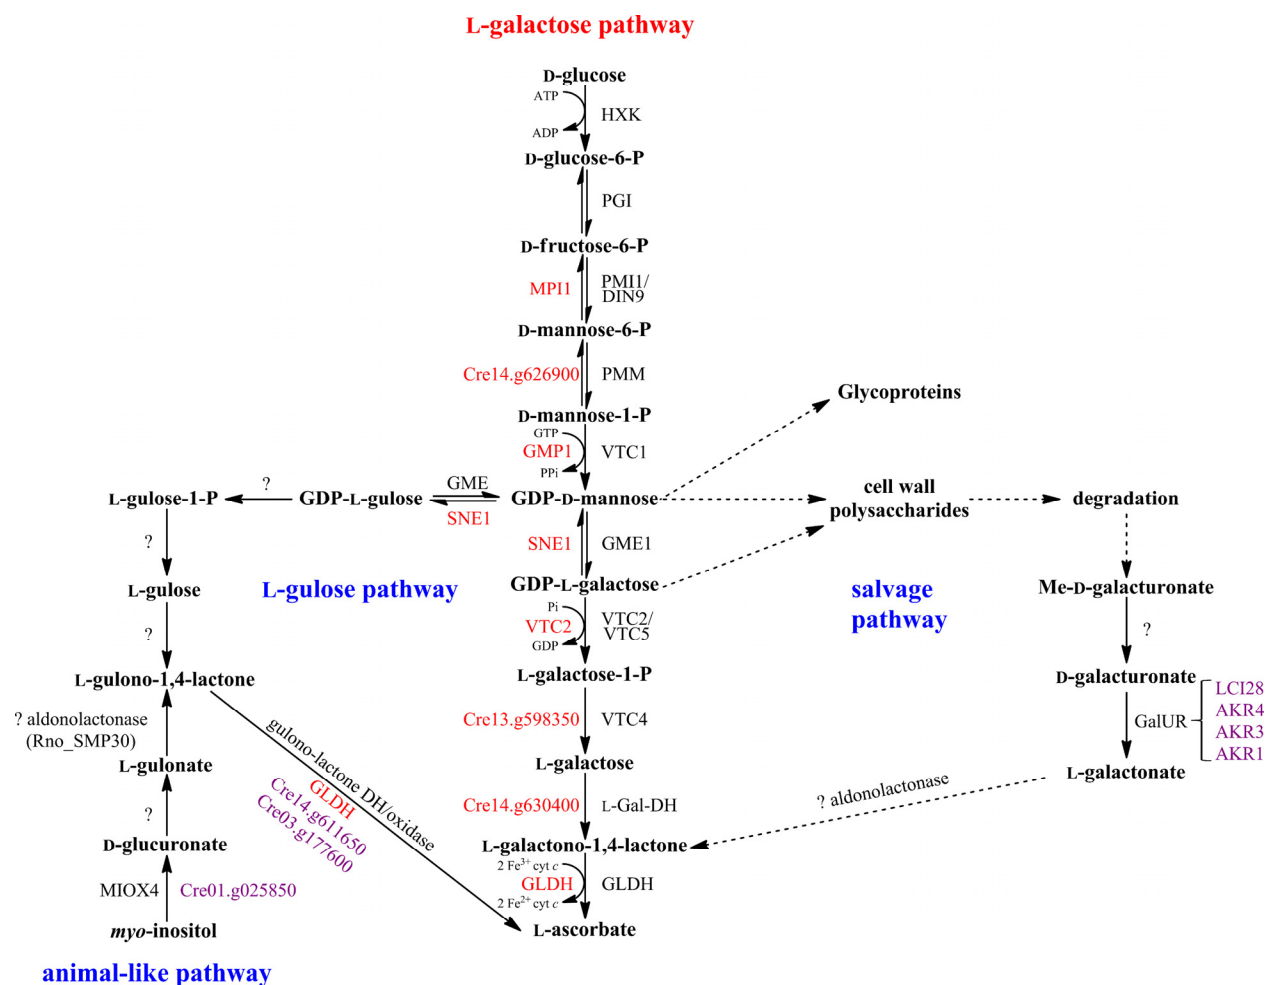 L-galactose pathway
D-glucose
ATP
HXK
ADP
D-glucose-6-P
PGI
D-fructose-6-P
MPI1
PMI1/
DIN9
D-mannose-6-P
Cre14.g626900
PMM
D-mannose-1-P
GTP
GMP1
VTC1
PPi
Glycoproteins
L-gulose-1-P
?
GDP-L-gulose
GME
SNE1
GDP-D-mannose
cell wall
polysaccharides
degradation
?
SNE1
GME1
L-gulose
L-gulose pathway
GDP-L-galactose
salvage
pathway
Me-D-galacturonate
?
Pi
VTC2
GDP
VTC2/
VTC5
?
L-gulono-1,4-lactone
L-galactose-1-P
D-galacturonate
GalUR
LCI28
AKR4
AKR3
AKR1
? aldonolactonase
(Rno_SMP30)
Cre13.g598350
VTC4
L-gulonate
gulono-lactone DH/oxidase
GLDH
Cre14.g611650
Cre03.g177600
L-galactose
L-galactonate
? aldonolactonase
?
Cre14.g630400
L-Gal-DH
D-glucuronate
L-galactono-1,4-lactone
MIOX4
Cre01.g025850
2 Fe3+ cyt c
GLDH
GLDH
2 Fe2+ cyt c
myo-inositol
L-ascorbate
animal-like pathway